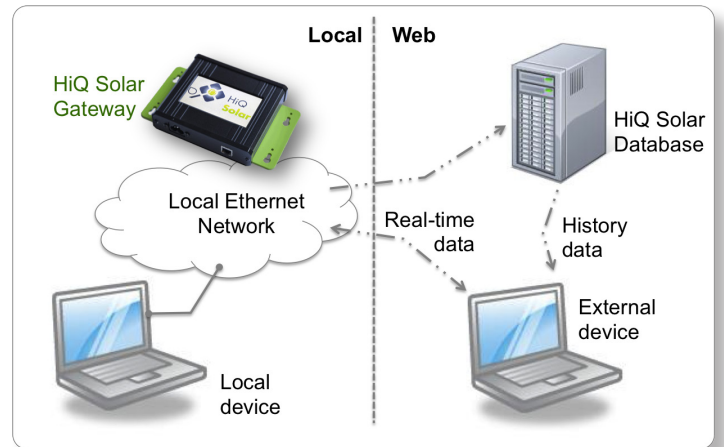 Local
Web
HiQ Solar
Gateway
HiQ
Solar
HiQ Solar
Database
Local Ethernet
Network
Real-time
data
History
data
External
device
Local
device